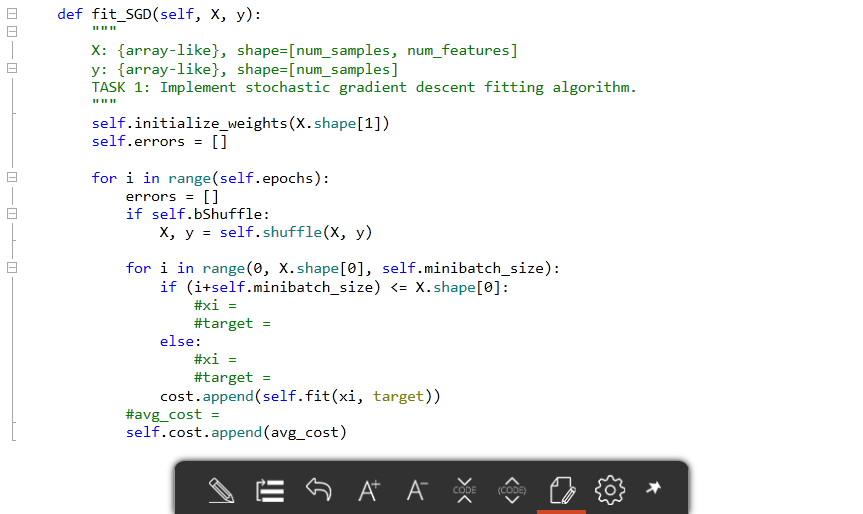 def fit_SGD(self, X, y):
"""
X: {array-like}, shape=[num_samples, num_features]
y: {array-like}, shape=[num_samples]
TASK 1: Implement stochastic gradient descent fitting algorithm.
"""
self.initialize_weights(X.shape[1])
self.errors = []
for i in range(self.epochs):
errors = []
if self.bShuffle:
X, y = self.shuffle(X, y)
for i in range(0, X.shape[0], self.minibatch_size):
if (i+self.minibatch_size) <= X.shape[0]:
#xi =
#target =
else:
#xi =
#target =
cost.append(self.fit(xi, target))
#avg_cost =
self.cost.append(avg_cost)
A+ A- CODE (CODE)